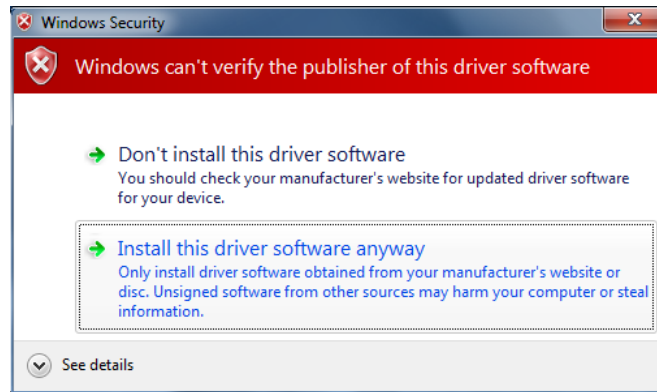 Windows Security
Windows can't verify the publisher of this driver software
Don't install this driver software
You should check your manufacturer's website for updated driver software
for your device.
Install this driver software anyway
Only install driver software obtained from your manufacturer's website or
disc. Unsigned software from other sources may harm your computer or steal
information.
See details